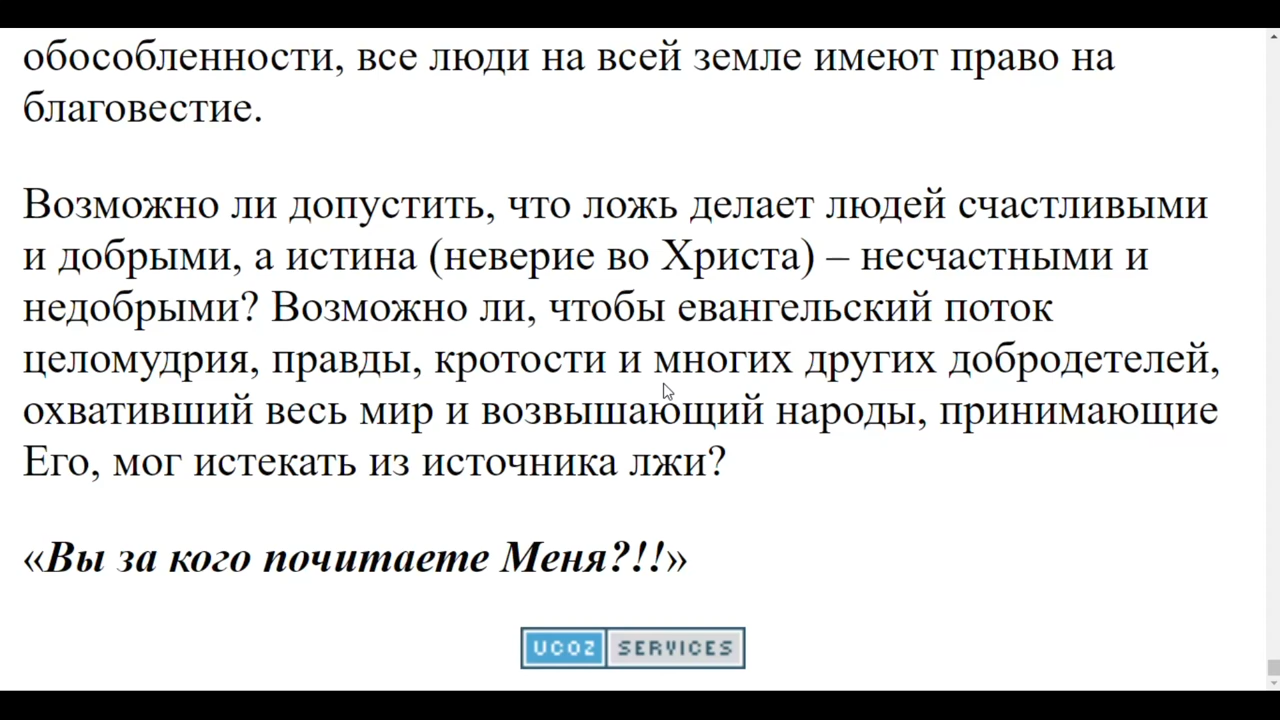 обособленности, все люди на всей земле имеют право на
благовестие.
Возможно ли допустить, что ложь делает людей счастливыми
и добрыми, а истина (неверие во Христа) – несчастными и
недобрыми? Возможно ли, чтобы евангельский поток
целомудрия, правды, кротости и многих других добродетелей,
охвативший весь мир и возвышающий народы, принимающие
Его, мог истекать из источника лжи?
«Вы за кого почитаете Меня?!!»
UCOZ SERVICES